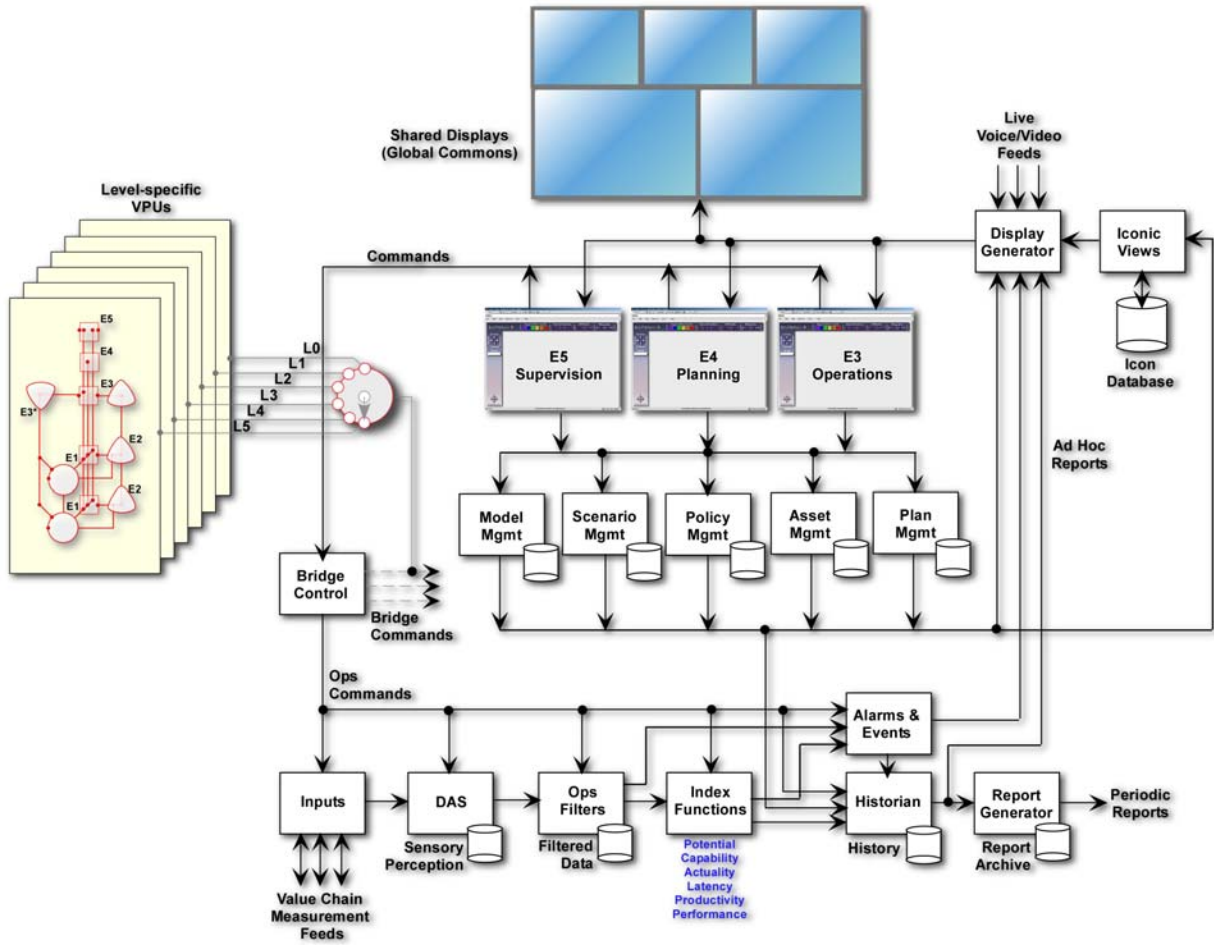 Shared Displays
(Global Commons)
Live
Voice/Video
Feeds
Level-specific
VPUs
Display
Generator
Iconic
Views
Commands
Icon
Database
E5
Supervision
E4
Planning
E3
Operations
E5
E4
E3
E3*
E2
E1
E2
E1
L0
L1
L2
L3
L4
L5
Ad Hoc
Reports
Model
Mgmt
Scenario
Mgmt
Policy
Mgmt
Asset
Mgmt
Plan
Mgmt
Bridge
Control
Bridge
Commands
Ops
Commands
Alarms &
Events
Inputs
DAS
Ops
Filters
Index
Functions
Historian
Report
Generator
Periodic
Reports
Sensory
Perception
Filtered
Data
Potential
Capability
Actuality
Latency
Productivity
Performance
History
Report
Archive
Value Chain
Measurement
Feeds